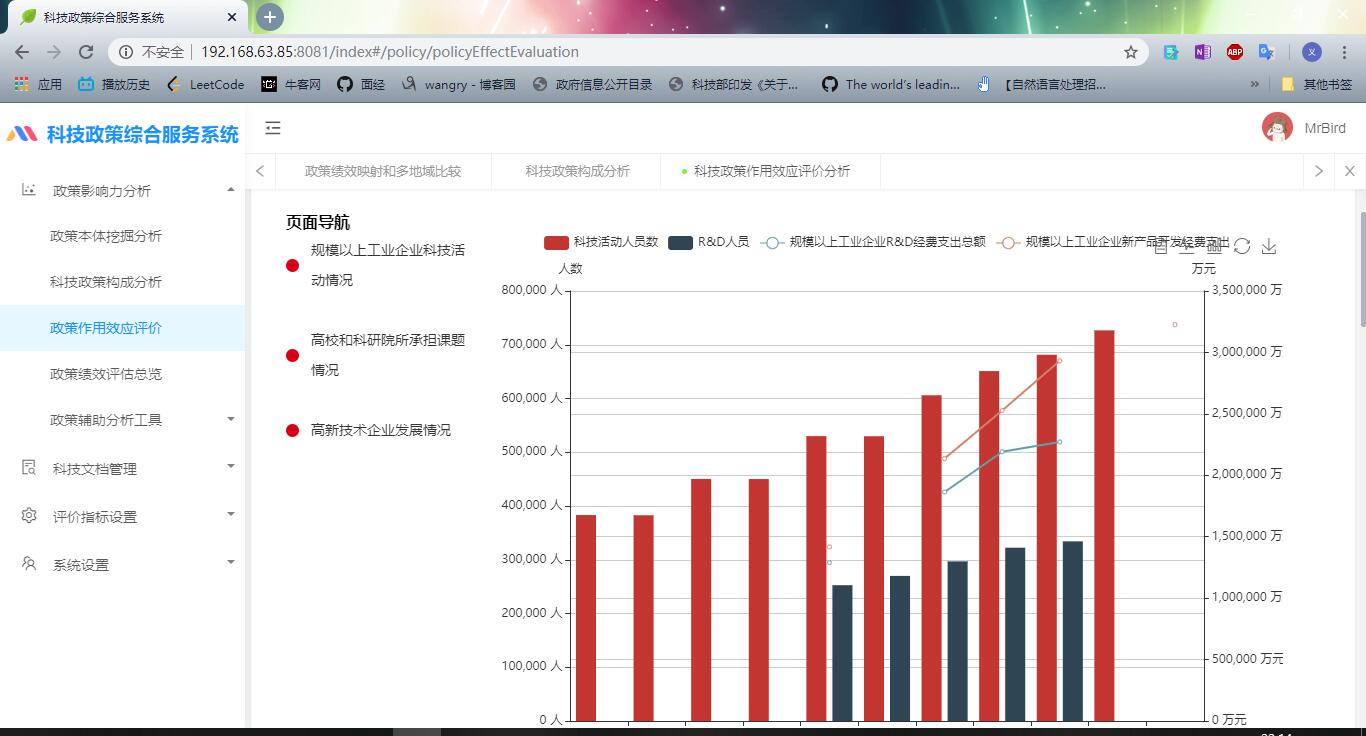 科技政策综合服务系统
不安全 | 192.168.63.85:8081/index#/policy/policyEffectEvaluation
ABP
义
应用 播放历史 LeetCode 牛客网 面经 wangry - 博客园 政府信息公开目录 科技部印发《关于... The world's leadin... 【自然语言处理招... » 其他书签
科技政策综合服务系统
MrBird
政策绩效映射和多地域比较 科技政策构成分析 科技政策作用效应评价分析
政策影响力分析
政策本体挖掘分析
科技政策构成分析
政策作用效应评价
政策绩效评估总览
政策辅助分析工具
科技文档管理
评价指标设置
系统设置
页面导航
规模以上工业企业科技活
动情况
高校和科研院所承担课题
情况
高新技术企业发展情况
科技活动人员数 R&D人员 规模以上工业企业R&D经费支出总额 规模以上工业企业新产品开发经费支出
人数
万元
800,000 人
700,000 人
600,000 人
500,000 人
400,000 人
300,000 人
200,000 人
100,000 人
0 人
3,500,000 万
3,000,000 万
2,500,000 万
2,000,000 万
1,500,000 万
1,000,000 万
500,000 万元
0 万元